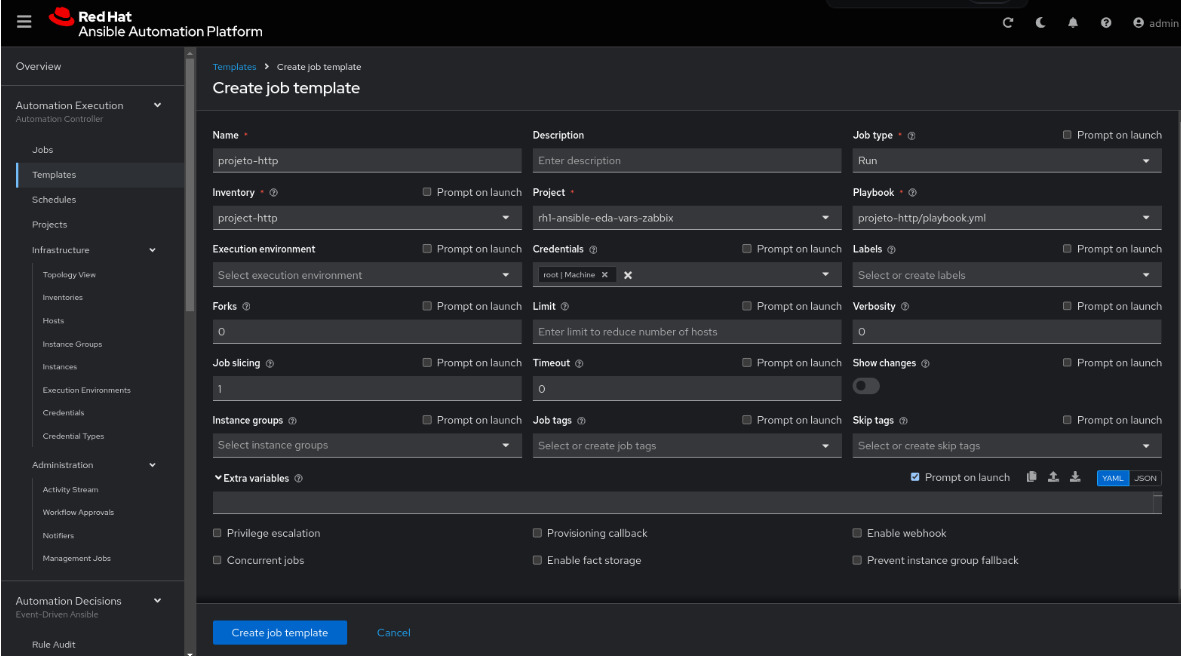 Red Hat
Ansible Automation Platform
admin
Overview
Automation Execution
Automation Controller
Jobs
Templates
Schedules
Projects
Infrastructure
Topology View
Inventories
Hosts
Instance Groups
Instances
Execution Environments
Credentials
Credential Types
Administration
Activity Stream
Workflow Approvals
Notifiers
Management Jobs
Automation Decisions
Event-Driven Ansible
Rule Audit
Templates > Create job template
Create job template
Name * Description Job type * Prompt on launch
projeto-http Enter description Run
Inventory * Prompt on launch Project * Playbook *
project-http rh1-ansible-eda-vars-zabbix projeto-http/playbook.yml
Execution environment Prompt on launch Credentials Prompt on launch Labels Prompt on launch
Select execution environment root | Machine Select or create labels
Forks Prompt on launch Limit Prompt on launch Verbosity Prompt on launch
0 Enter limit to reduce number of hosts 0
Job slicing Prompt on launch Timeout Prompt on launch Show changes Prompt on launch
1 0
Instance groups Prompt on launch Job tags Prompt on launch Skip tags Prompt on launch
Select instance groups Select or create job tags Select or create skip tags
Extra variables Prompt on launch YAML JSON
Privilege escalation Provisioning callback Enable webhook
Concurrent jobs Enable fact storage Prevent instance group fallback
Create job template Cancel